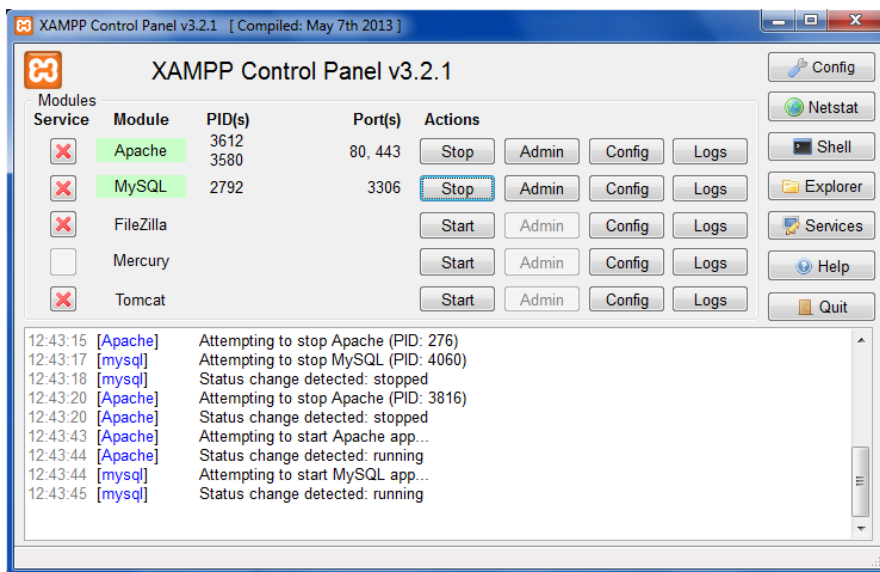 XAMPP Control Panel v3.2.1 [ Compiled: May 7th 2013 ]
XAMPP Control Panel v3.2.1
Config
Modules
Netstat
Service Module PID(s) Port(s) Actions
Apache 3612 3580 80, 443 Stop Admin Config Logs
Shell
MySQL 2792 3306 Stop Admin Config Logs
Explorer
FileZilla Start Admin Config Logs
Services
Mercury Start Admin Config Logs
Help
Tomcat Start Admin Config Logs
Quit
12:43:15 [Apache] Attempting to stop Apache (PID: 276)
12:43:17 [mysql] Attempting to stop MySQL (PID: 4060)
12:43:18 [mysql] Status change detected: stopped
12:43:20 [Apache] Attempting to stop Apache (PID: 3816)
12:43:20 [Apache] Status change detected: stopped
12:43:43 [Apache] Attempting to start Apache app...
12:43:44 [Apache] Status change detected: running
12:43:44 [mysql] Attempting to start MySQL app...
12:43:45 [mysql] Status change detected: running